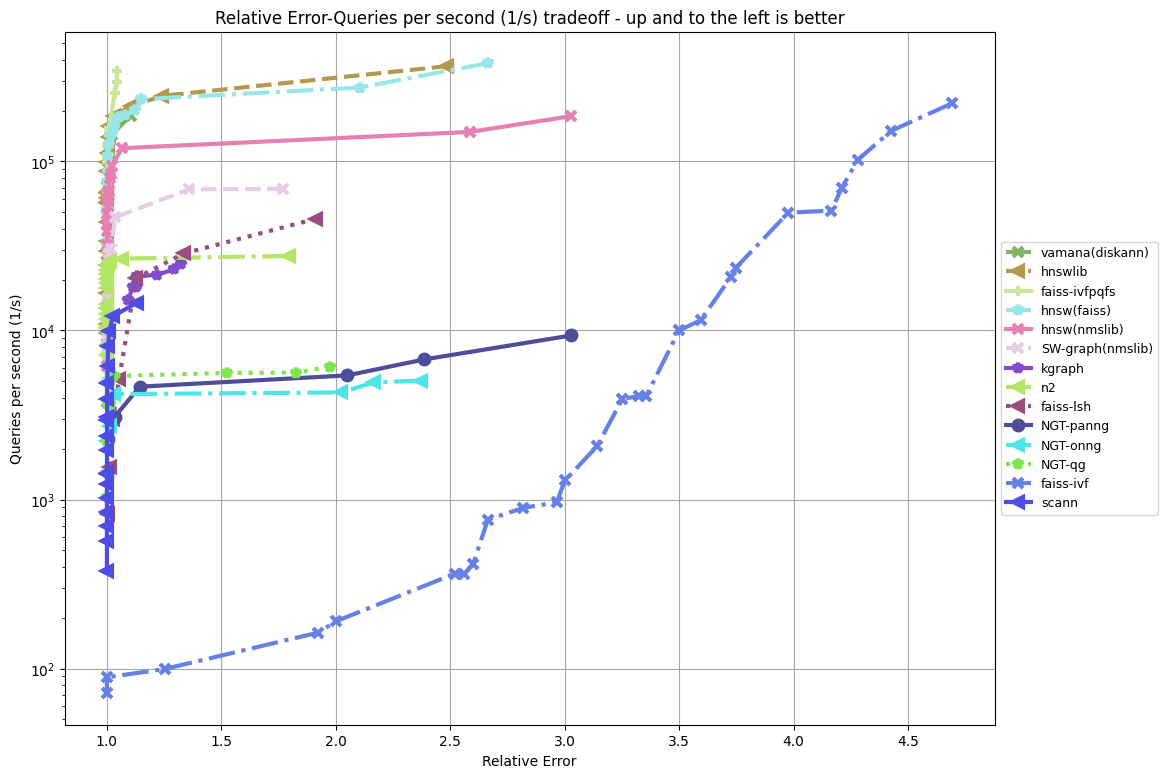 Relative Error-Queries per second (1/s) tradeoff - up and to the left is better
Queries per second (1/s)
10^5
10^4
10^3
10^2
1.0 1.5 2.0 2.5 3.0 3.5 4.0 4.5
Relative Error
vamana(diskann)
hnswlib
faiss-ivfpqfs
hnsw(faiss)
hnsw(nmslib)
SW-graph(nmslib)
kgraph
n2
faiss-lsh
NGT-panng
NGT-onng
NGT-qg
faiss-ivf
scann